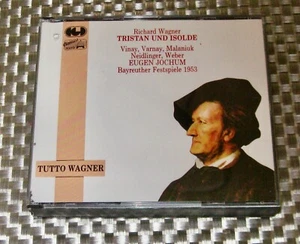 Richard Wagner
TRISTAN UND ISOLDE
Vinay, Varnay, Malaniuk
Neidlinger, Weber
EUGEN JOCHUM
Bayreuther Festspiele 1953
TUTTO WAGNER